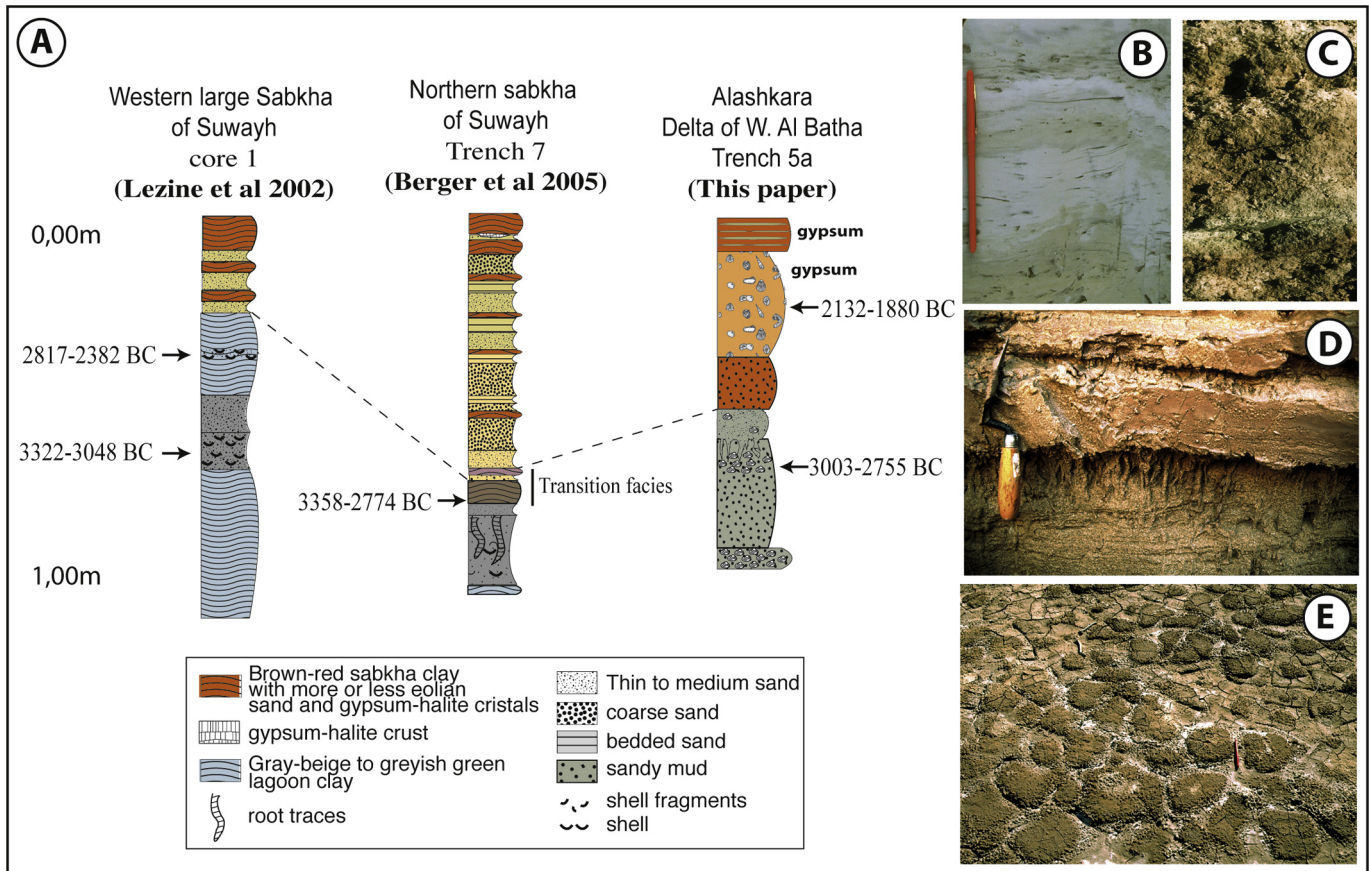 A
Western large Sabkha
of Suwayh
core 1
(Lezine et al 2002)
Northern sabkha
of Suwayh
Trench 7
(Berger et al 2005)
Alashkara
Delta of W. Al Batha
Trench 5a
(This paper)
0,00m
2817-2382 BC
3322-3048 BC
1,00m
3358-2774 BC
Transition facies
gypsum
gypsum
2132-1880 BC
3003-2755 BC
Brown-red sabkha clay
with more or less eolian
sand and gypsum-halite cristals
gypsum-halite crust
Gray-beige to greyish green
lagoon clay
root traces
Thin to medium sand
coarse sand
bedded sand
sandy mud
shell fragments
shell
B
C
D
E